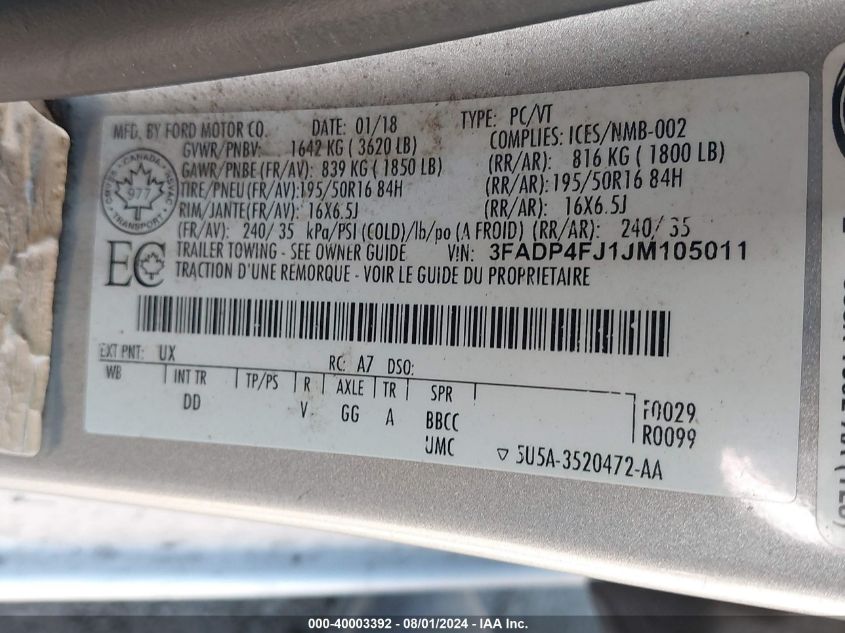 MFD. BY FORD MOTOR CO. DATE: 01/18 TYPE: PC/VT
GVWR/PNBV: 1642 KG ( 3620 LB) COMPLIES: ICES/NMB-002
GAWR/PNBE(FR/AV): 839 KG ( 1850 LB) (RR/AR): 816 KG ( 1800 LB)
TIRE/PNEU(FR/AV):195/50R16 84H (RR/AR):195/50R16 84H
RIM/JANTE(FR/AV): 16X6.5J (RR/AR): 16X6.5J
(FR/AV): 240/ 35 kPa/PSI (COLD)/lb/po (A FROID) (RR/AR): 240/ 35
TRAILER TOWING - SEE OWNER GUIDE VIN: 3FADP4FJ1JM105011
TRACTION D'UNE REMORQUE - VOIR LE GUIDE DU PROPRIETAIRE
CANADA
977
TRANSPORT
EC
EXT PNT: UX RC: A7 DSO:
WB INT TR TP/PS R AXLE TR SPR F0029
DD V GG A BBCC R0099
UMC ▽ 5U5A-3520472-AA
000-40003392 - 08/01/2024 - IAA Inc.